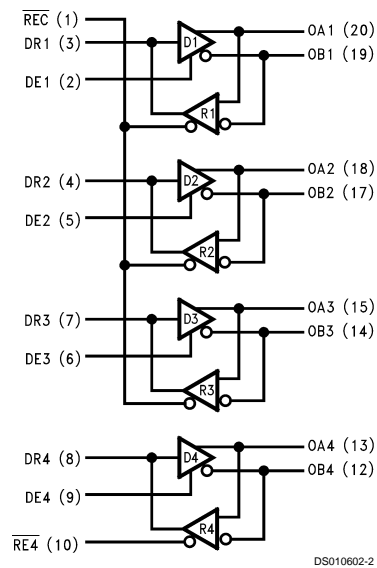 R̅E̅C̅ (1)
DR1 (3)
DE1 (2)
D1
R1
OA1 (20)
OB1 (19)
DR2 (4)
DE2 (5)
D2
R2
OA2 (18)
OB2 (17)
DR3 (7)
DE3 (6)
D3
R3
OA3 (15)
OB3 (14)
DR4 (8)
DE4 (9)
R̅E̅4̅ (10)
D4
R4
OA4 (13)
OB4 (12)
DS010602-2